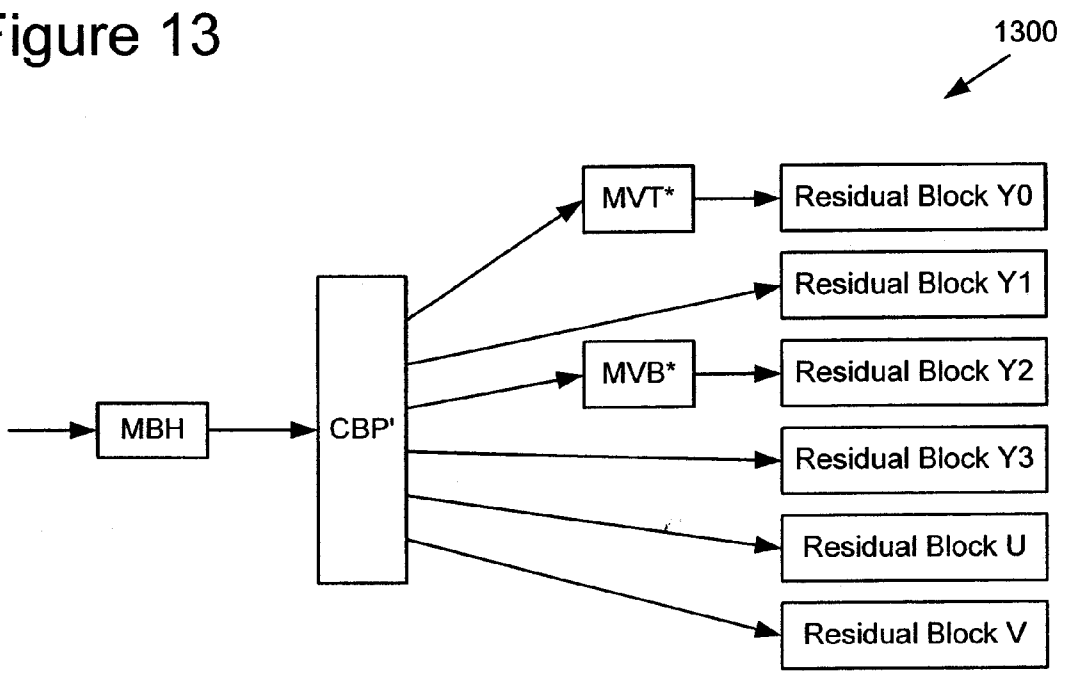 Figure 13
1300
MVT*
Residual Block Y0
Residual Block Y1
MVB*
Residual Block Y2
MBH
CBP'
Residual Block Y3
Residual Block U
Residual Block V